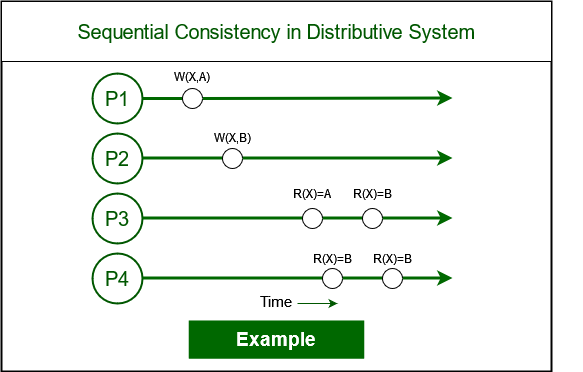 Sequential Consistency in Distributive System
W(X,A)
P1
W(X,B)
P2
R(X)=A R(X)=B
P3
R(X)=B R(X)=B
P4
Time
Example